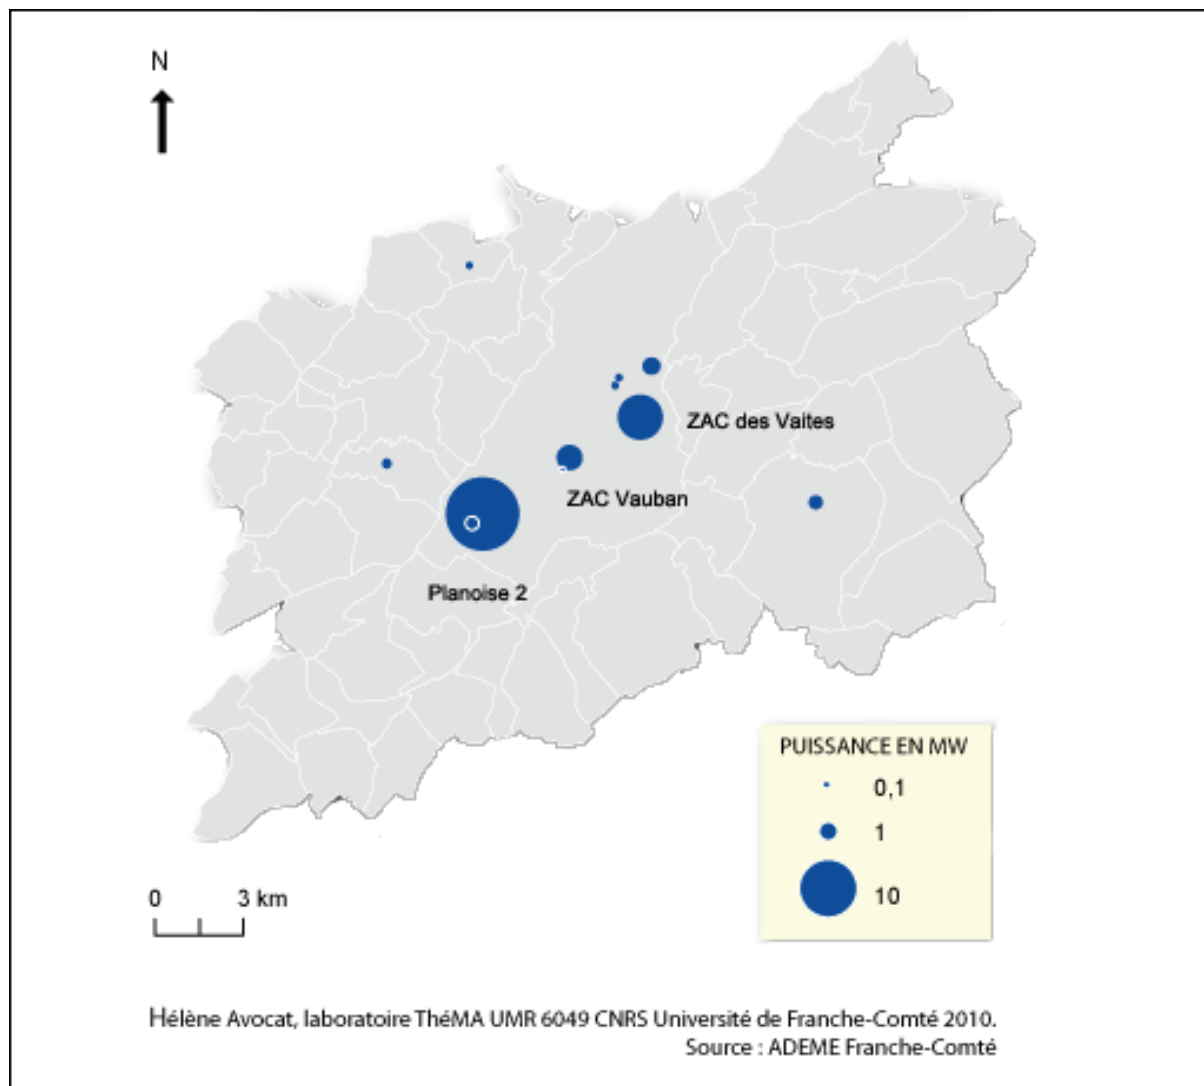 N
ZAC des Vaites
ZAC Vauban
Planoise 2
PUISSANCE EN MW
0,1
1
10
0 3 km
Hélène Avocat, laboratoire ThéMA UMR 6049 CNRS Université de Franche-Comté 2010.
Source : ADEME Franche-Comté